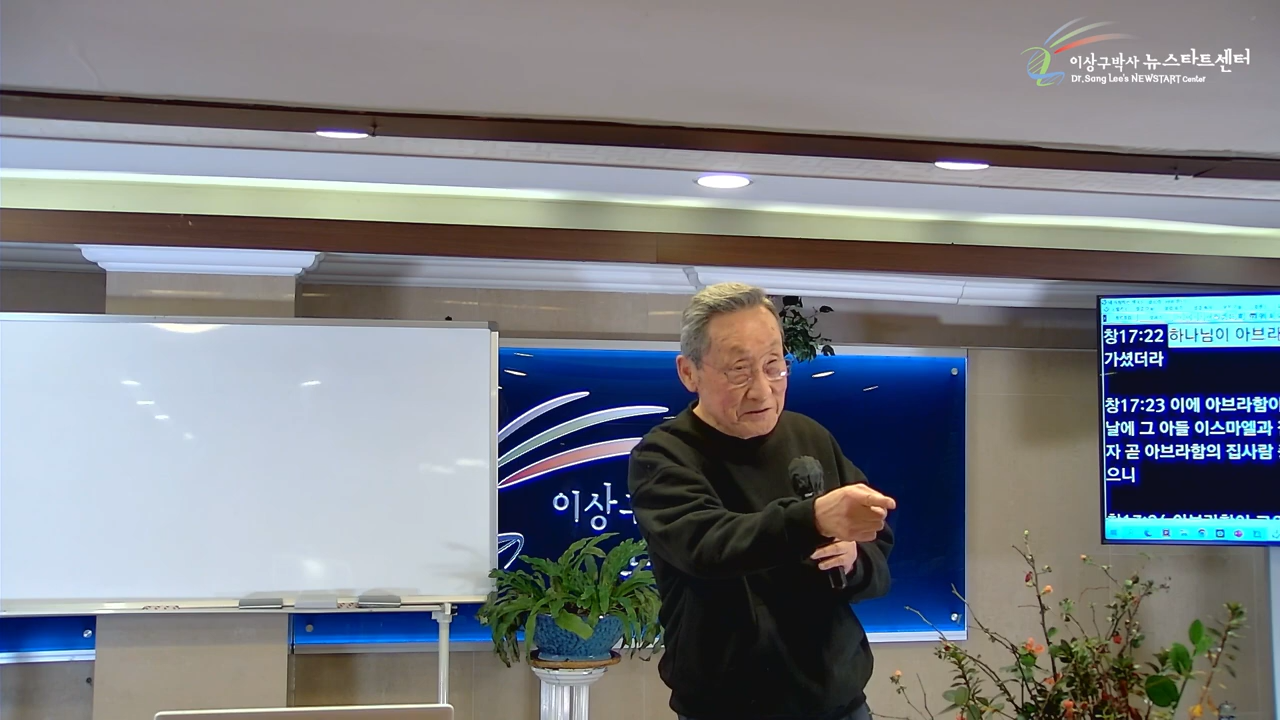 이상구박사 뉴스타트센터
Dr. Sang Lee's NEWSTART Center
이상구
창17:22 하나님이 아브라
가셨더라
창17:23 이에 아브라함이
날에 그 아들 이스마엘과
자 곧 아브라함의 집사람
으니